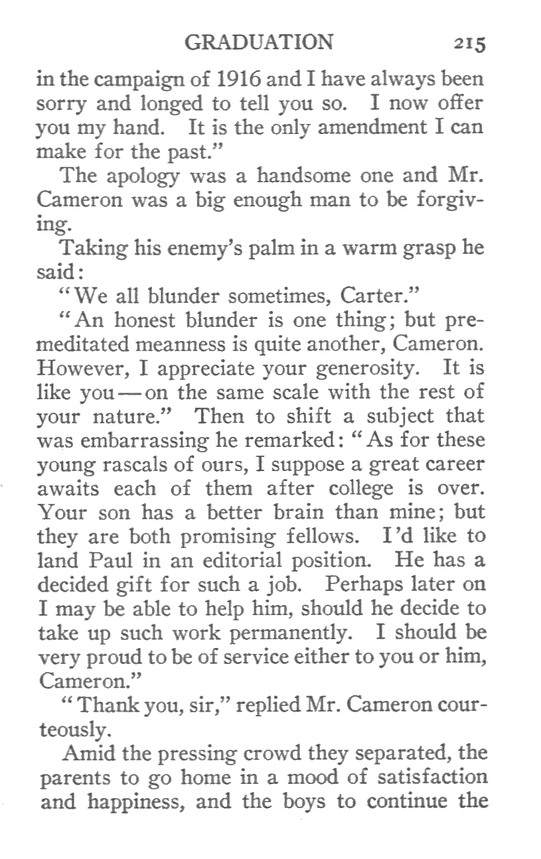 GRADUATION 215
in the campaign of 1916 and I have always been
sorry and longed to tell you so. I now offer
you my hand. It is the only amendment I can
make for the past.”
The apology was a handsome one and Mr.
Cameron was a big enough man to be forgiv-
ing.
Taking his enemy’s palm in a warm grasp he
said:
“We all blunder sometimes, Carter.”
“An honest blunder is one thing; but pre-
meditated meanness is quite another, Cameron.
However, I appreciate your generosity. It is
like you—on the same scale with the rest of
your nature.” Then to shift a subject that
was embarrassing he remarked: “As for these
young rascals of ours, I suppose a great career
awaits each of them after college is over.
Your son has a better brain than mine; but
they are both promising fellows. I’d like to
land Paul in an editorial position. He has a
decided gift for such a job. Perhaps later on
I may be able to help him, should he decide to
take up such work permanently. I should be
very proud to be of service either to you or him,
Cameron.”
“Thank you, sir,” replied Mr. Cameron cour-
teously.
Amid the pressing crowd they separated, the
parents to go home in a mood of satisfaction
and happiness, and the boys to continue the